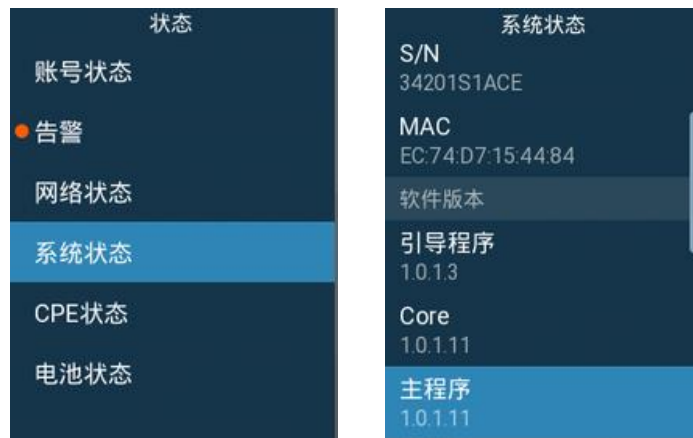 状态
账号状态
告警
网络状态
系统状态
CPE状态
电池状态
系统状态
S/N
34201S1ACE
MAC
EC:74:D7:15:44:84
软件版本
引导程序
1.0.1.3
Core
1.0.1.11
主程序
1.0.1.11